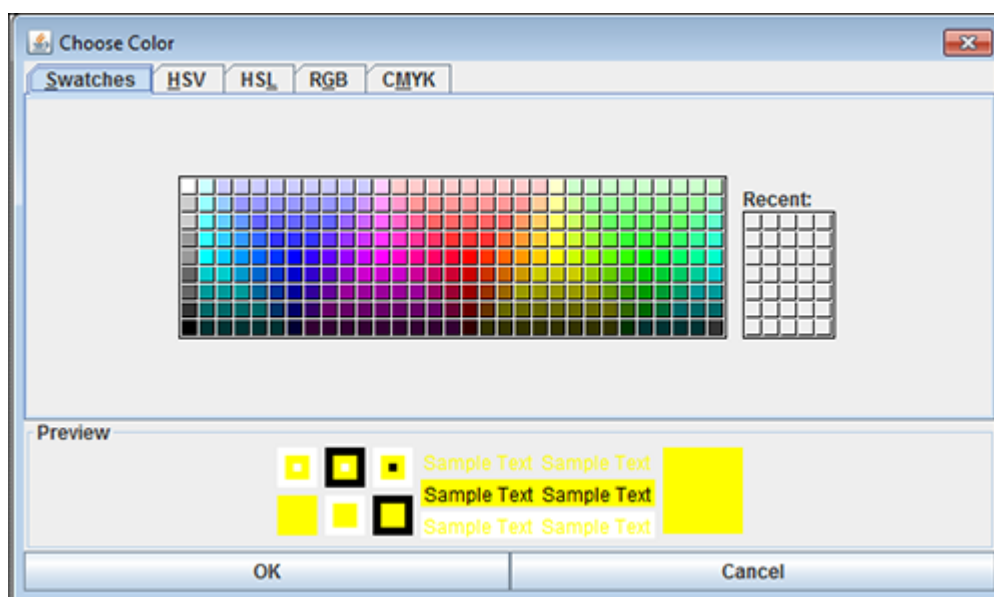 Choose Color
Swatches HSV HSL RGB CMYK
Recent:
Preview
Sample Text Sample Text
Sample Text Sample Text
Sample Text Sample Text
OK Cancel